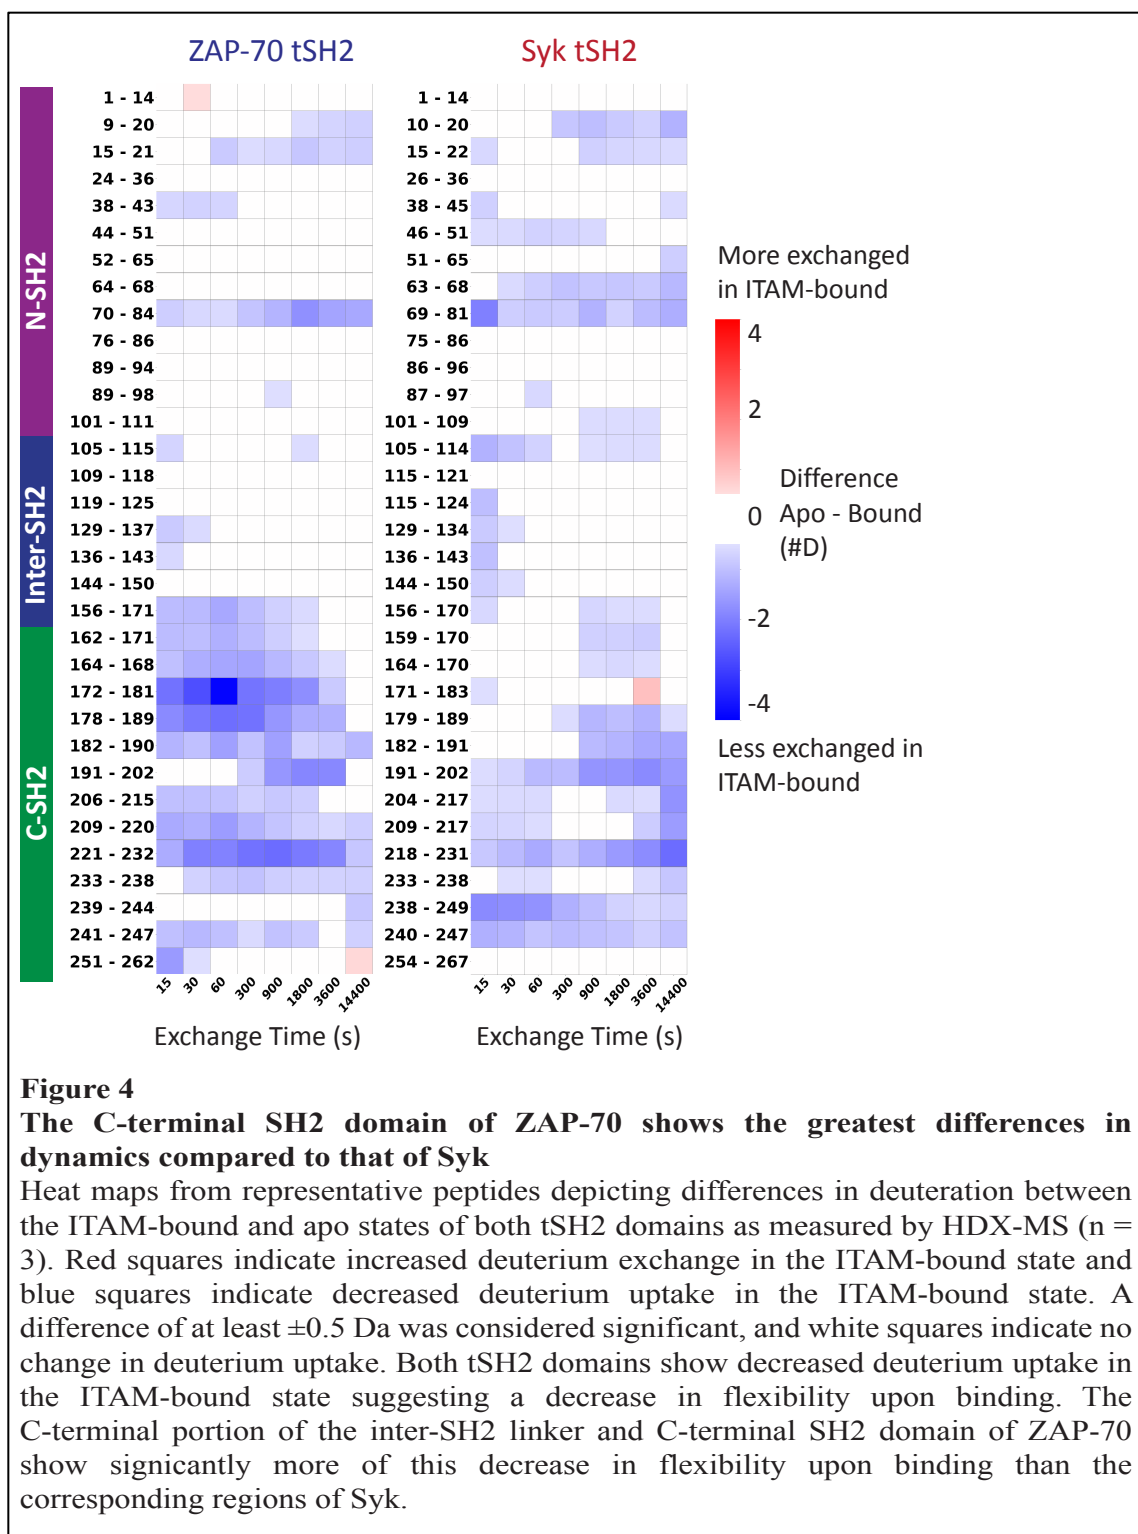 ZAP-70 tSH2 Syk tSH2
N-SH2
Inter-SH2
C-SH2
1 - 14 1 - 14
9 - 20 10 - 20
15 - 21 15 - 22
24 - 36 26 - 36
38 - 43 38 - 45
44 - 51 46 - 51
52 - 65 51 - 65
64 - 68 63 - 68
70 - 84 69 - 81
76 - 86 75 - 86
89 - 94 86 - 96
89 - 98 87 - 97
101 - 111 101 - 109
105 - 115 105 - 114
109 - 118 115 - 121
119 - 125 115 - 124
129 - 137 129 - 134
136 - 143 136 - 143
144 - 150 144 - 150
156 - 171 156 - 170
162 - 171 159 - 170
164 - 168 164 - 170
172 - 181 171 - 183
178 - 189 179 - 189
182 - 190 182 - 191
191 - 202 191 - 202
206 - 215 204 - 217
209 - 220 209 - 217
221 - 232 218 - 231
233 - 238 233 - 238
239 - 244 238 - 249
241 - 247 240 - 247
251 - 262 254 - 267
15 30 60 300 900 1800 3600 14400 15 30 60 300 900 1800 3600 14400
Exchange Time (s) Exchange Time (s)
More exchanged
in ITAM-bound
4
2
0
-2
-4
Difference
Apo - Bound
(#D)
Less exchanged in
ITAM-bound
Figure 4
The C-terminal SH2 domain of ZAP-70 shows the greatest differences in
dynamics compared to that of Syk
Heat maps from representative peptides depicting differences in deuteration between
the ITAM-bound and apo states of both tSH2 domains as measured by HDX-MS (n =
3). Red squares indicate increased deuterium exchange in the ITAM-bound state and
blue squares indicate decreased deuterium uptake in the ITAM-bound state. A
difference of at least ±0.5 Da was considered significant, and white squares indicate no
change in deuterium uptake. Both tSH2 domains show decreased deuterium uptake in
the ITAM-bound state suggesting a decrease in flexibility upon binding. The
C-terminal portion of the inter-SH2 linker and C-terminal SH2 domain of ZAP-70
show signicantly more of this decrease in flexibility upon binding than the
corresponding regions of Syk.